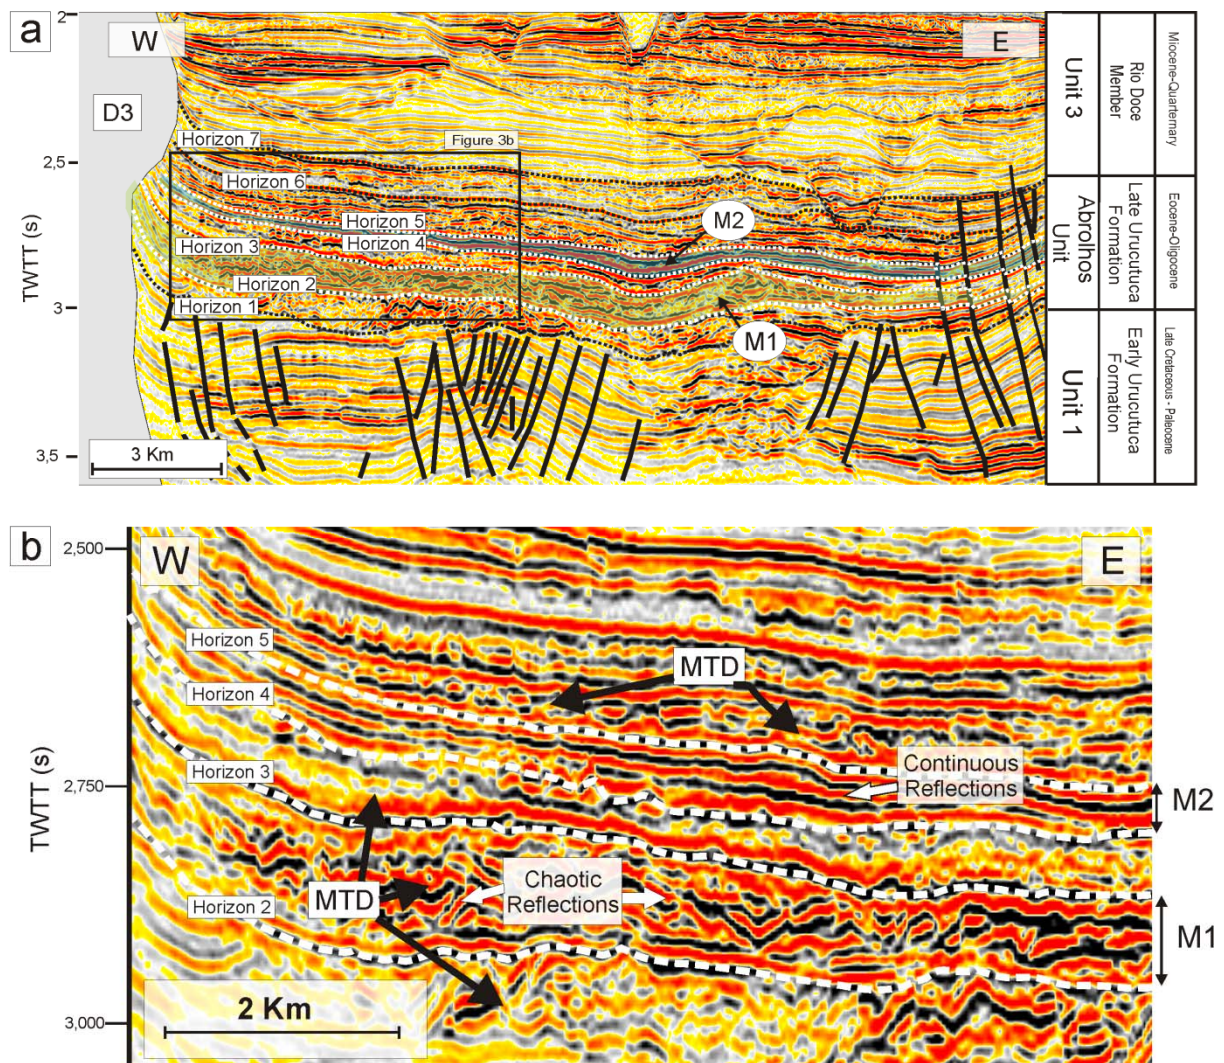 a
W
E
D3
2
2,5
3
3,5
TWTT (s)
Horizon 7
Figure 3b
Horizon 6
Horizon 5
Horizon 4
Horizon 3
Horizon 2
Horizon 1
M2
M1
3 Km
Unit 3
Rio Doce
Member
Miocene-Quarternary
Abrolhos
Unit
Late Urucutuca
Formation
Eocene-Oligocene
Unit 1
Early Urucutuca
Formation
Late Cretaceous - Paleocene
b
W
E
2,500
2,750
3,000
TWTT (s)
Horizon 5
Horizon 4
Horizon 3
Horizon 2
MTD
Continuous
Reflections
M2
MTD
Chaotic
Reflections
M1
2 Km